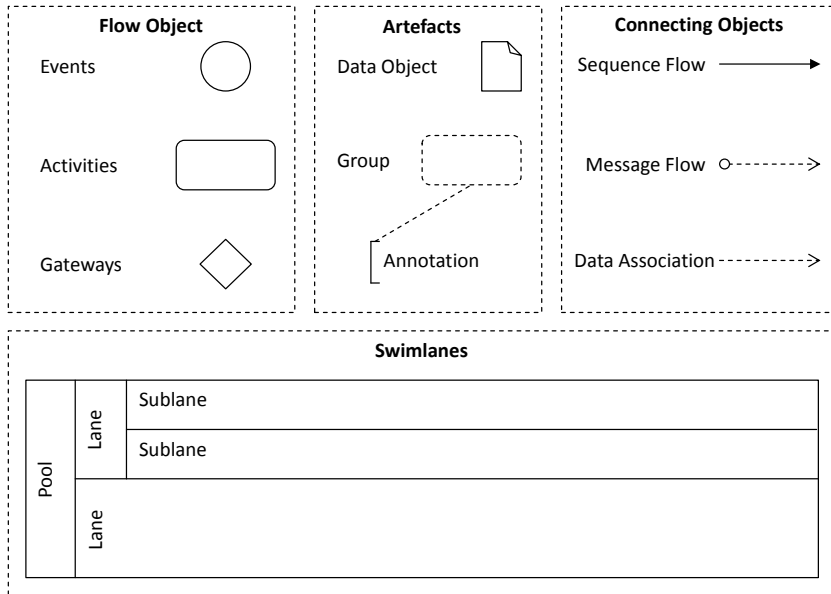 Flow Object
Events
Activities
Gateways
Artefacts
Data Object
Group
Annotation
Connecting Objects
Sequence Flow
Message Flow
Data Association
Swimlanes
Pool
Lane
Sublane
Sublane
Lane